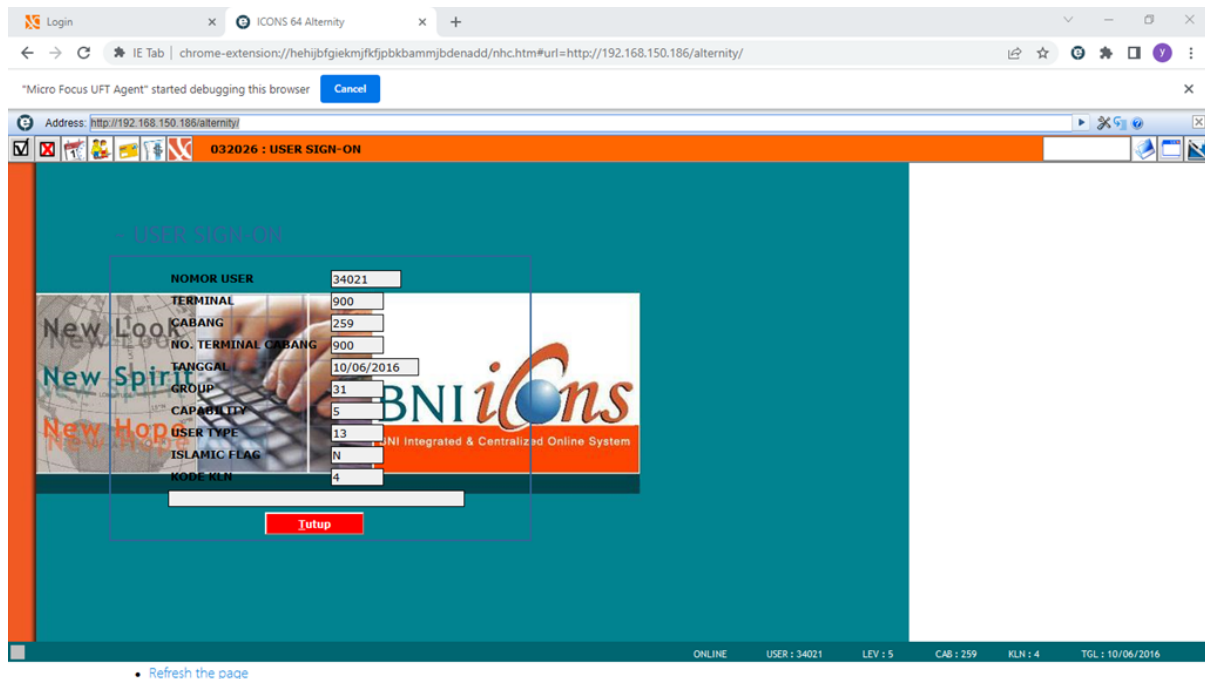 Login
ICONS 64 Alternity
IE Tab | chrome-extension://hehijbfgiekmjfkfjpbkbammjbdenadd/nhc.htm#url=http://192.168.150.186/alternity/
y
"Micro Focus UFT Agent" started debugging this browser
Cancel
Address: http://192.168.150.186/alternity/
032026 : USER SIGN-ON
- USER SIGN-ON
NOMOR USER 34021
TERMINAL 900
CABANG 259
NO. TERMINAL CABANG 900
TANGGAL 10/06/2016
GROUP 31
CAPABILITY 5
USER TYPE 13
ISLAMIC FLAG N
KODE KLN 4
Tutup
New Look
New Spirit
New Hope
BNI icons
BNI Integrated & Centralized Online System
ONLINE USER : 34021 LEV : 5 CAB : 259 KLN : 4 TGL : 10/06/2016
• Refresh the page